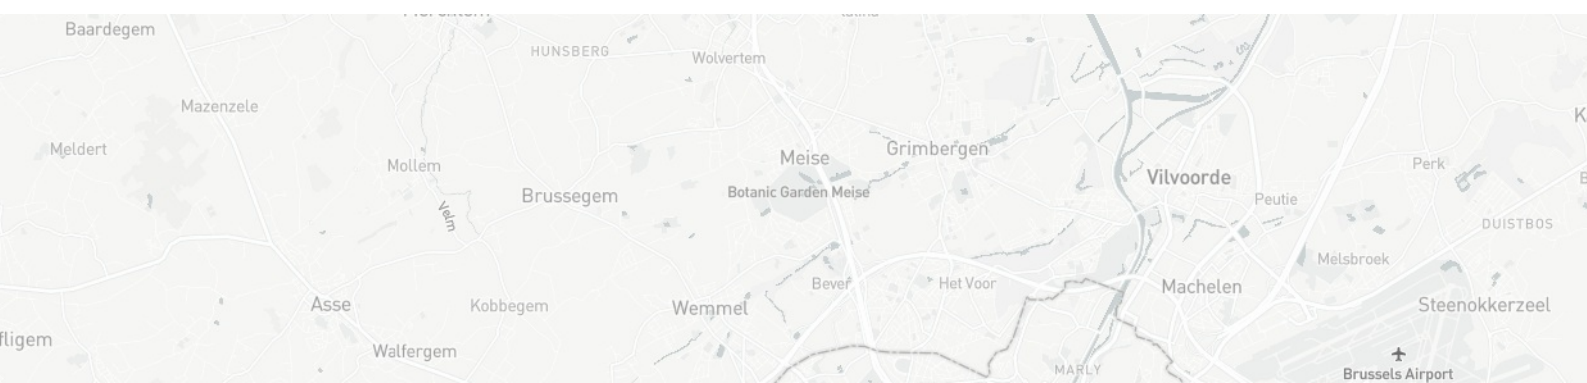 Baardegem
HUNSBERG
Wolvertem
Mazenzele
Meldert
Mollem
Meise
Grimbergen
Perk
Vilvoorde
Botanic Garden Meise
Brussegem
Peutie
Velm
DUISTBOS
Melsbroek
Bever
Het Voor
Machelen
Asse
Kobbegem
Wemmel
Steenokkerzeel
fligem
Walfergem
MARLY
Brussels Airport